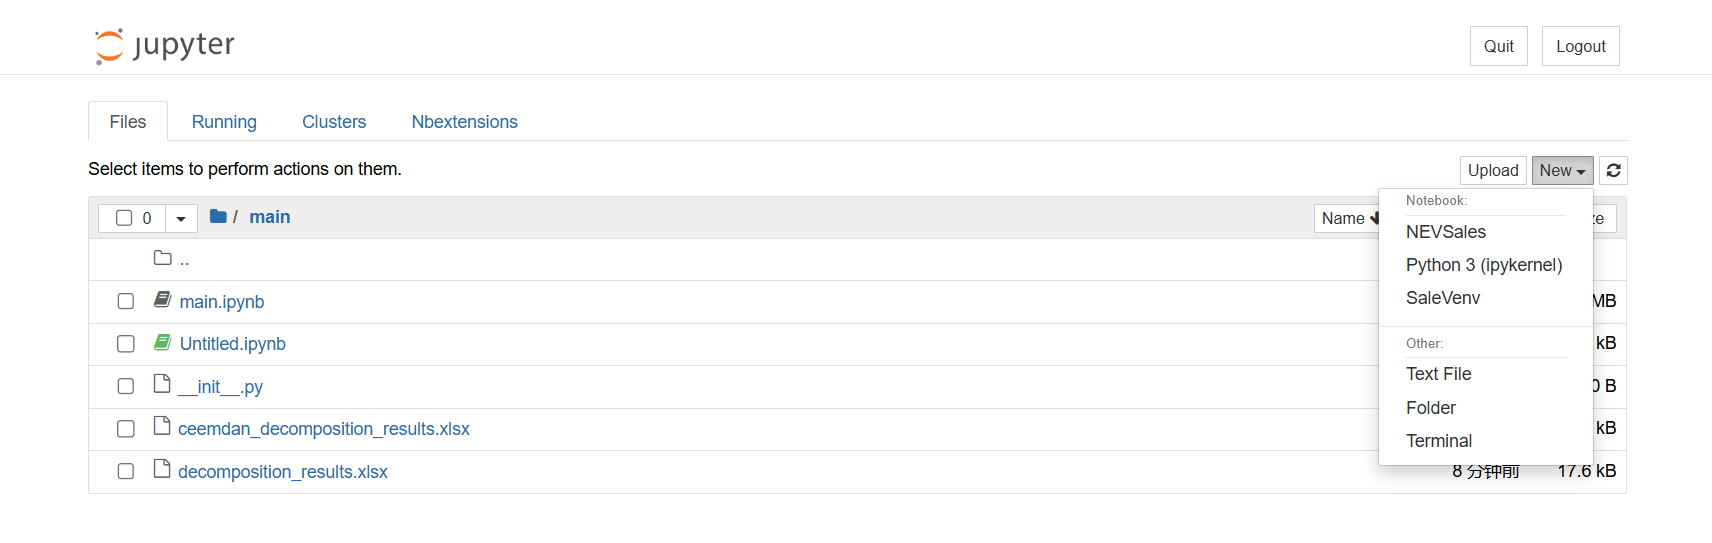 jupyter
Quit Logout
Files Running Clusters Nbextensions
Select items to perform actions on them.
Upload New
0 / main
Name
Notebook:
NEVSales
Python 3 (ipykernel)
SaleVenv
Other:
Text File
Folder
Terminal
..
main.ipynb MB
Untitled.ipynb kB
__init__.py 0 B
ceemdan_decomposition_results.xlsx kB
decomposition_results.xlsx 8 分钟前 17.6 kB